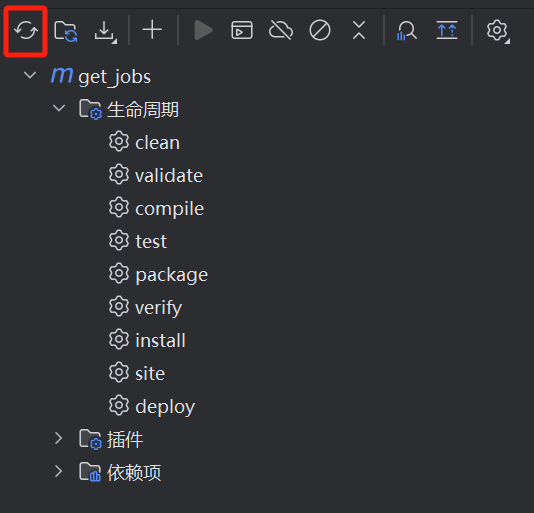 m get_jobs
生命周期
clean
validate
compile
test
package
verify
install
site
deploy
插件
依赖项